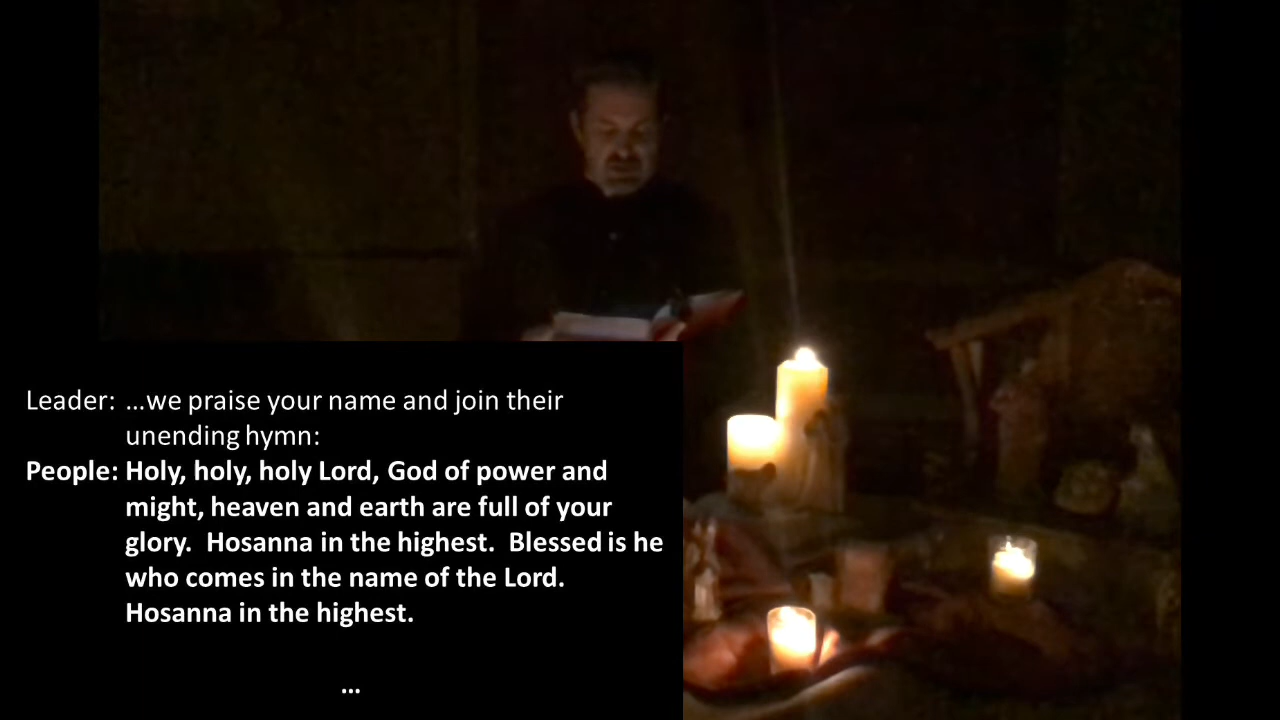 Leader: …we praise your name and join their
unending hymn:
People: Holy, holy, holy Lord, God of power and
might, heaven and earth are full of your
glory.  Hosanna in the highest.  Blessed is he
who comes in the name of the Lord.
Hosanna in the highest.
…